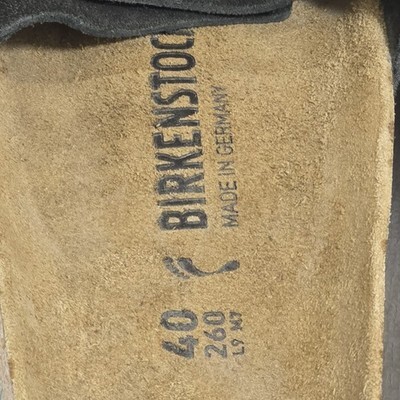 BIRKENSTOC
MADE IN GERMANY
40
260
L9 M7